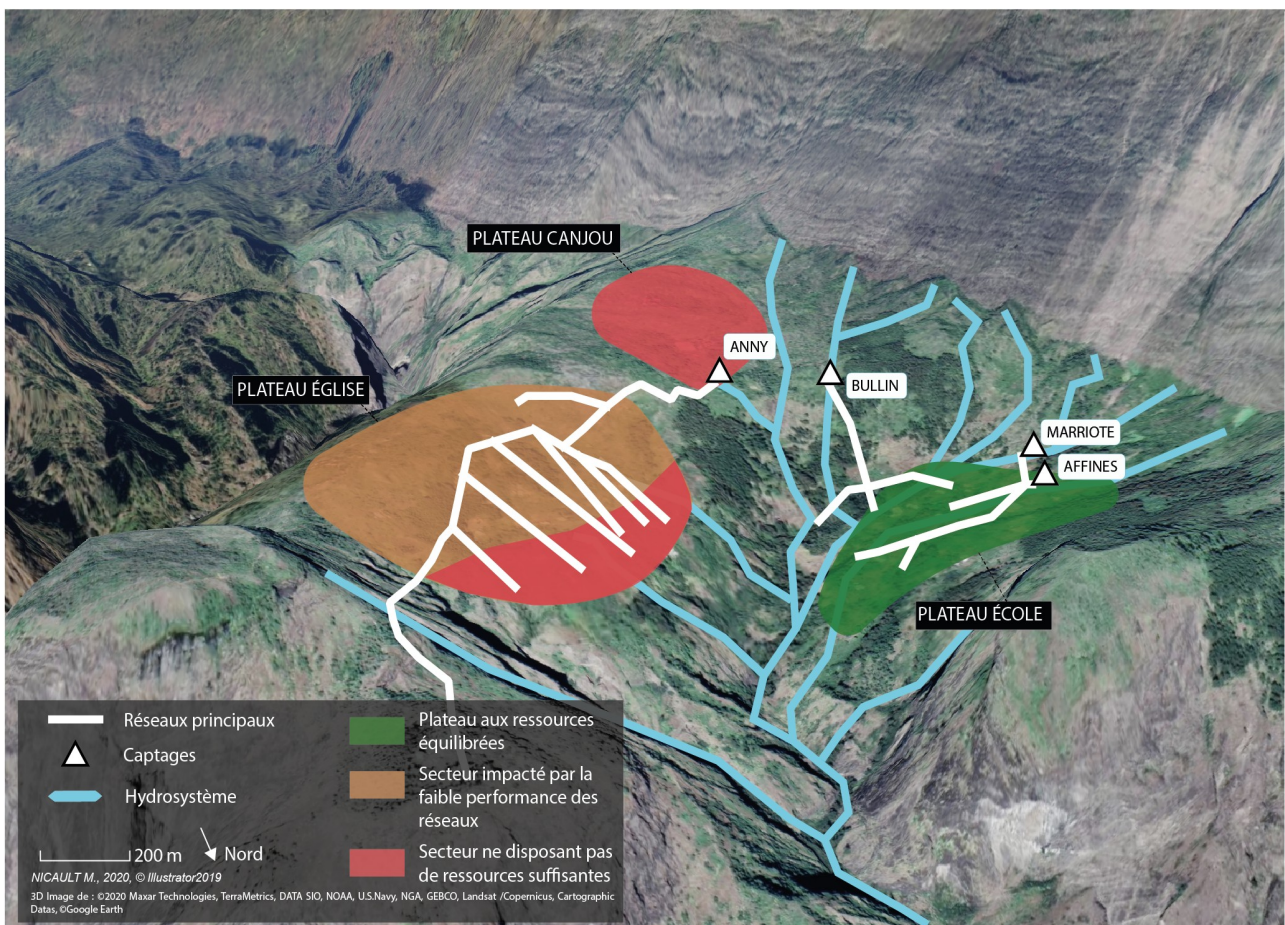 PLATEAU CANJOU
ANNY
PLATEAU ÉGLISE
BULLIN
MARRIOTE
AFFINES
PLATEAU ÉCOLE
Réseaux principaux
Captages
Hydrosystème
200 m
Nord
Plateau aux ressources
équilibrées
Secteur impacté par la
faible performance des
réseaux
Secteur ne disposant pas
de ressources suffisantes
NICAULT M., 2020, © Illustrator2019
3D Image de : ©2020 Maxar Technologies, TerraMetrics, DATA SIO, NOAA, U.S.Navy, NGA, GEBCO, Landsat /Copernicus, Cartographic
Datas, ©Google Earth